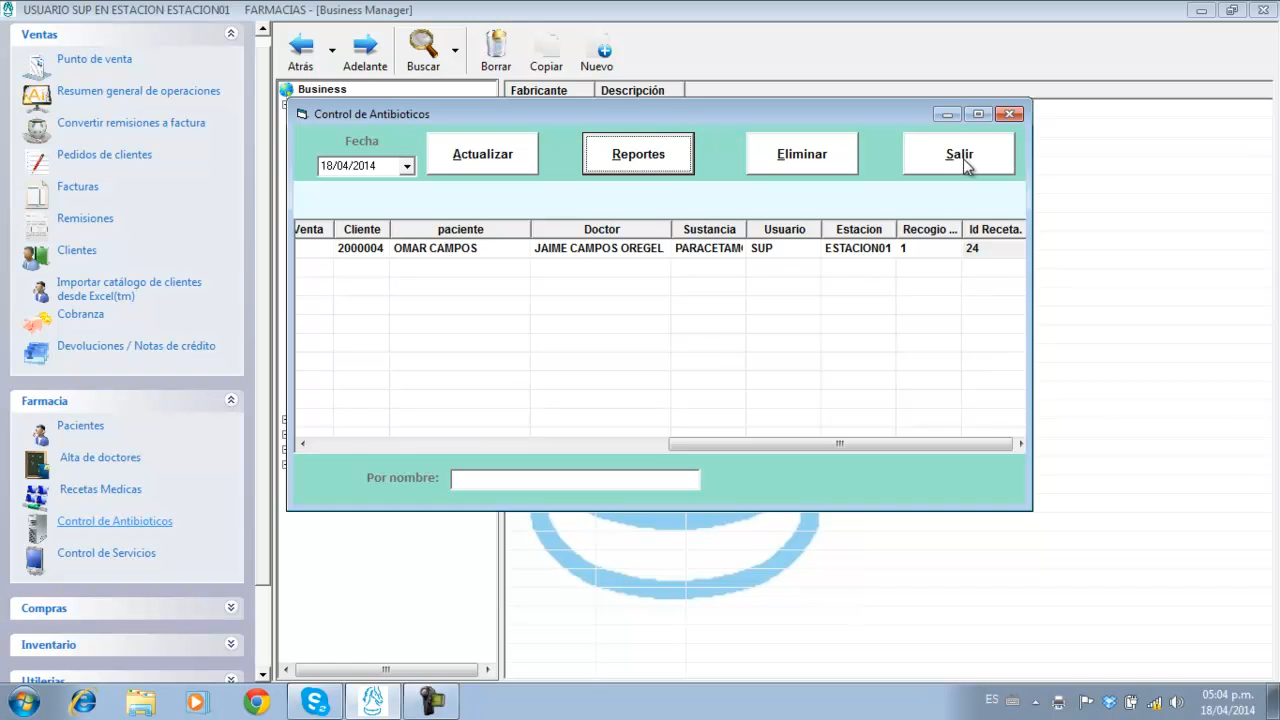 USUARIO SUP EN ESTACION ESTACION01 FARMACIAS - [Business Manager]
Ventas
Punto de venta
Resumen general de operaciones
Convertir remisiones a factura
Pedidos de clientes
Facturas
Remisiones
Clientes
Importar catálogo de clientes
desde Excel(tm)
Cobranza
Devoluciones / Notas de crédito
Farmacia
Pacientes
Alta de doctores
Recetas Medicas
Control de Antibioticos
Control de Servicios
Compras
Inventario
Utilerias
Atrás Adelante Buscar Borrar Copiar Nuevo
Business Fabricante Descripción
Control de Antibioticos
Fecha
18/04/2014 Actualizar Reportes Eliminar Salir
Venta Cliente paciente Doctor Sustancia Usuario Estacion Recogio ... Id Receta.
2000004 OMAR CAMPOS JAIME CAMPOS OREGEL PARACETAM SUP ESTACION01 1 24
Por nombre:
ES 05:04 p.m.
18/04/2014